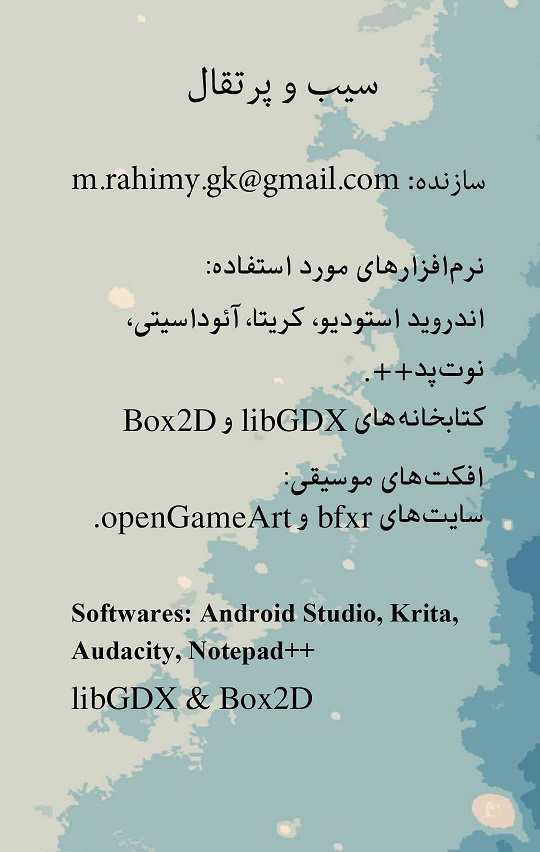 سیب و پرتقال
سازنده: m.rahimy.gk@gmail.com
نرم‌افزارهای مورد استفاده:
اندروید استودیو، کریتا، آئوداسیتی،
نوت‌پد++.
کتابخانه‌های libGDX و Box2D
افکت‌های موسیقی:
سایت‌های bfxr و openGameArt.
Softwares: Android Studio, Krita,
Audacity, Notepad++
libGDX & Box2D